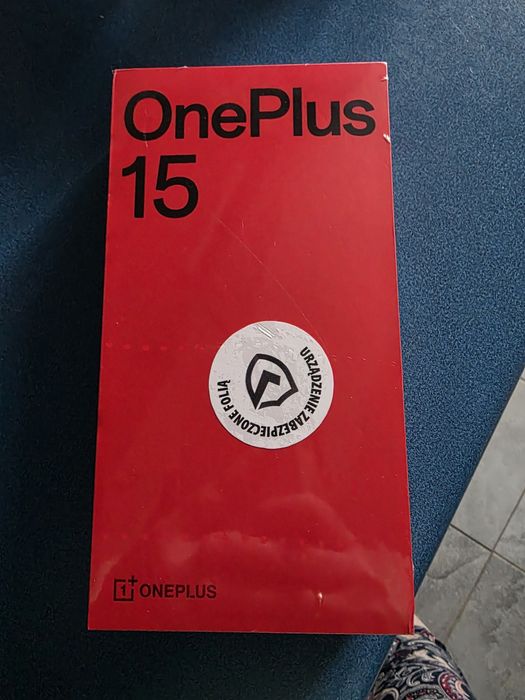 OnePlus
15
URZĄDZENIE ZABEZPIECZONE FOLIĄ
1+ ONEPLUS